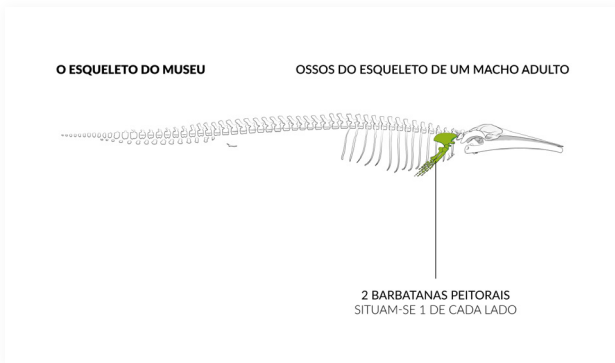 O ESQUELETO DO MUSEU
OSSOS DO ESQUELETO DE UM MACHO ADULTO
2 BARBATANAS PEITORAIS
SITUAM-SE 1 DE CADA LADO